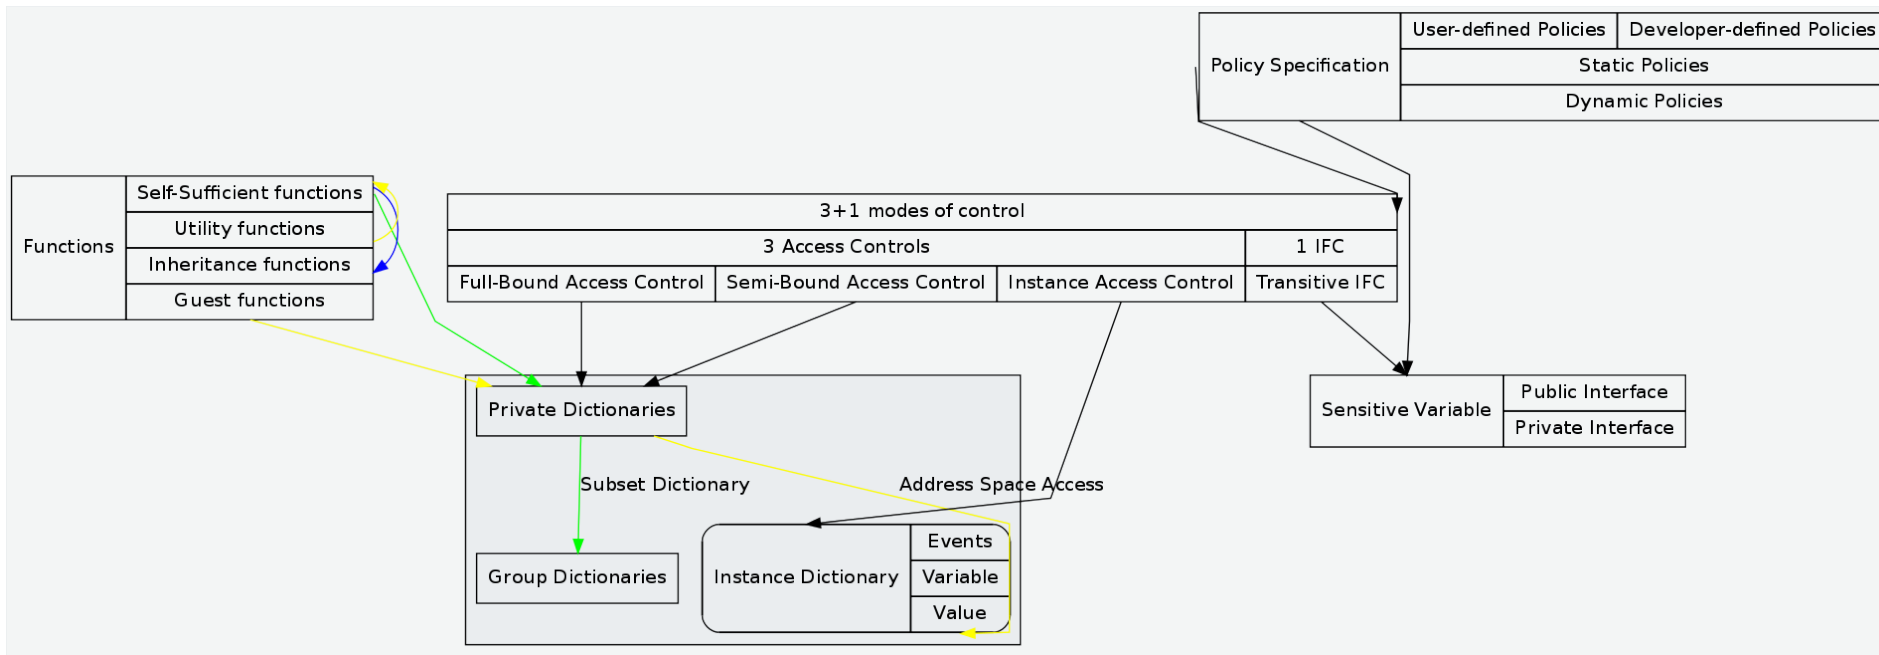 User-defined Policies
Developer-defined Policies
Policy Specification
Static Policies
Dynamic Policies
Functions
Self-Sufficient functions
Utility functions
Inheritance functions
Guest functions
3+1 modes of control
3 Access Controls
1 IFC
Full-Bound Access Control
Semi-Bound Access Control
Instance Access Control
Transitive IFC
Private Dictionaries
Sensitive Variable
Public Interface
Private Interface
Subset Dictionary
Address Space Access
Group Dictionaries
Instance Dictionary
Events
Variable
Value